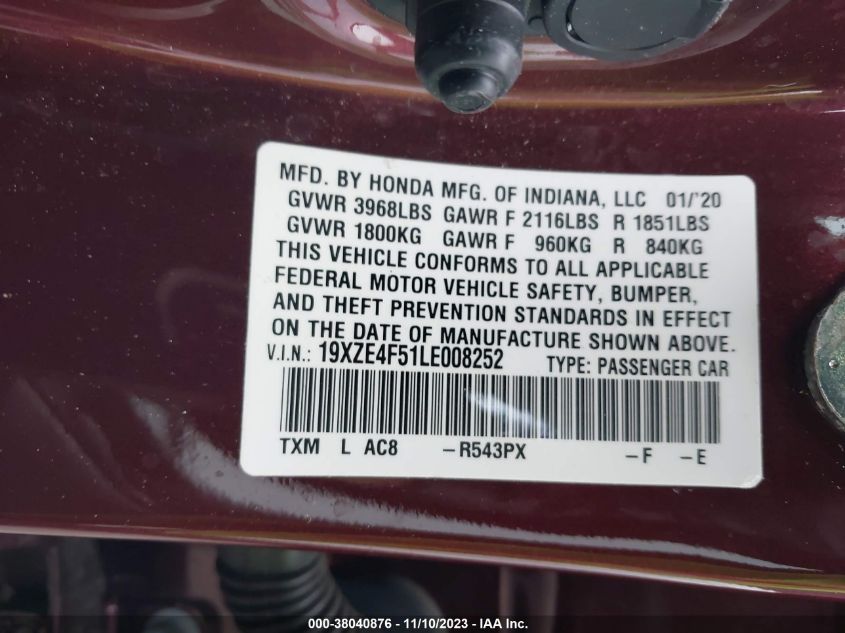 MFD. BY HONDA MFG. OF INDIANA, LLC 01/'20
GVWR 3968LBS GAWR F 2116LBS R 1851LBS
GVWR 1800KG GAWR F 960KG R 840KG
THIS VEHICLE CONFORMS TO ALL APPLICABLE
FEDERAL MOTOR VEHICLE SAFETY, BUMPER,
AND THEFT PREVENTION STANDARDS IN EFFECT
ON THE DATE OF MANUFACTURE SHOWN ABOVE.
V.I.N.: 19XZE4F51LE008252 TYPE: PASSENGER CAR
TXM L AC8 -R543PX -F -E
000-38040876 - 11/10/2023 - IAA Inc.